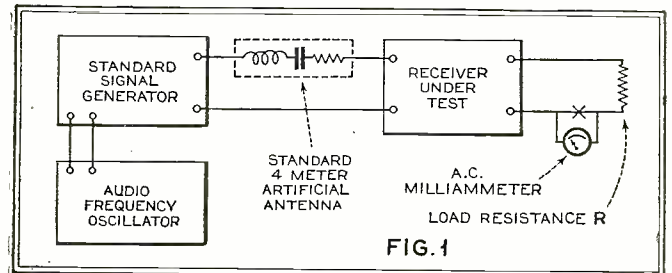 STANDARD
SIGNAL
GENERATOR
RECEIVER
UNDER
TEST
STANDARD
4 METER
ARTIFICIAL
ANTENNA
A.C.
MILLIAMMETER
AUDIO
FREQUENCY
OSCILLATOR
LOAD RESISTANCE R
FIG.1